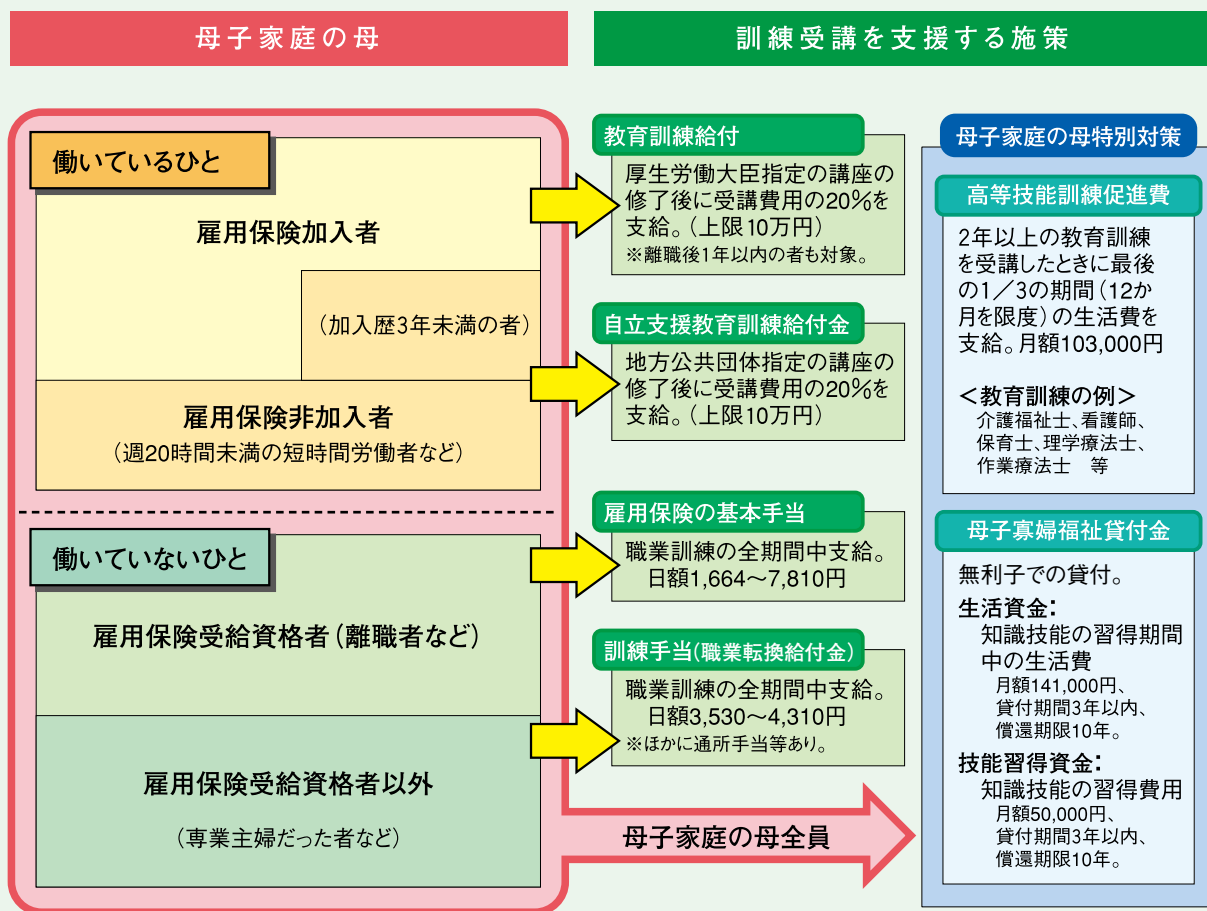 母子家庭の母
訓練受講を支援する施策
働いているひと
雇用保険加入者
(加入歴3年未満の者)
雇用保険非加入者
(週20時間未満の短時間労働者など)
働いていないひと
雇用保険受給資格者(離職者など)
雇用保険受給資格者以外
(専業主婦だった者など)
教育訓練給付
厚生労働大臣指定の講座の
修了後に受講費用の20%を
支給。(上限10万円)
※離職後1年以内の者も対象。
自立支援教育訓練給付金
地方公共団体指定の講座の
修了後に受講費用の20%を
支給。(上限10万円)
雇用保険の基本手当
職業訓練の全期間中支給。
日額1,664~7,810円
訓練手当(職業転換給付金)
職業訓練の全期間中支給。
日額3,530~4,310円
※ほかに通所手当等あり。
母子家庭の母全員
母子家庭の母特別対策
高等技能訓練促進費
2年以上の教育訓練
を受講したときに最後
の1/3の期間(12か
月を限度)の生活費を
支給。月額103,000円
<教育訓練の例>
介護福祉士、看護師、
保育士、理学療法士、
作業療法士 等
母子寡婦福祉貸付金
無利子での貸付。
生活資金:
知識技能の習得期間
中の生活費
月額141,000円、
貸付期間3年以内、
償還期限10年。
技能習得資金:
知識技能の習得費用
月額50,000円、
貸付期間3年以内、
償還期限10年。